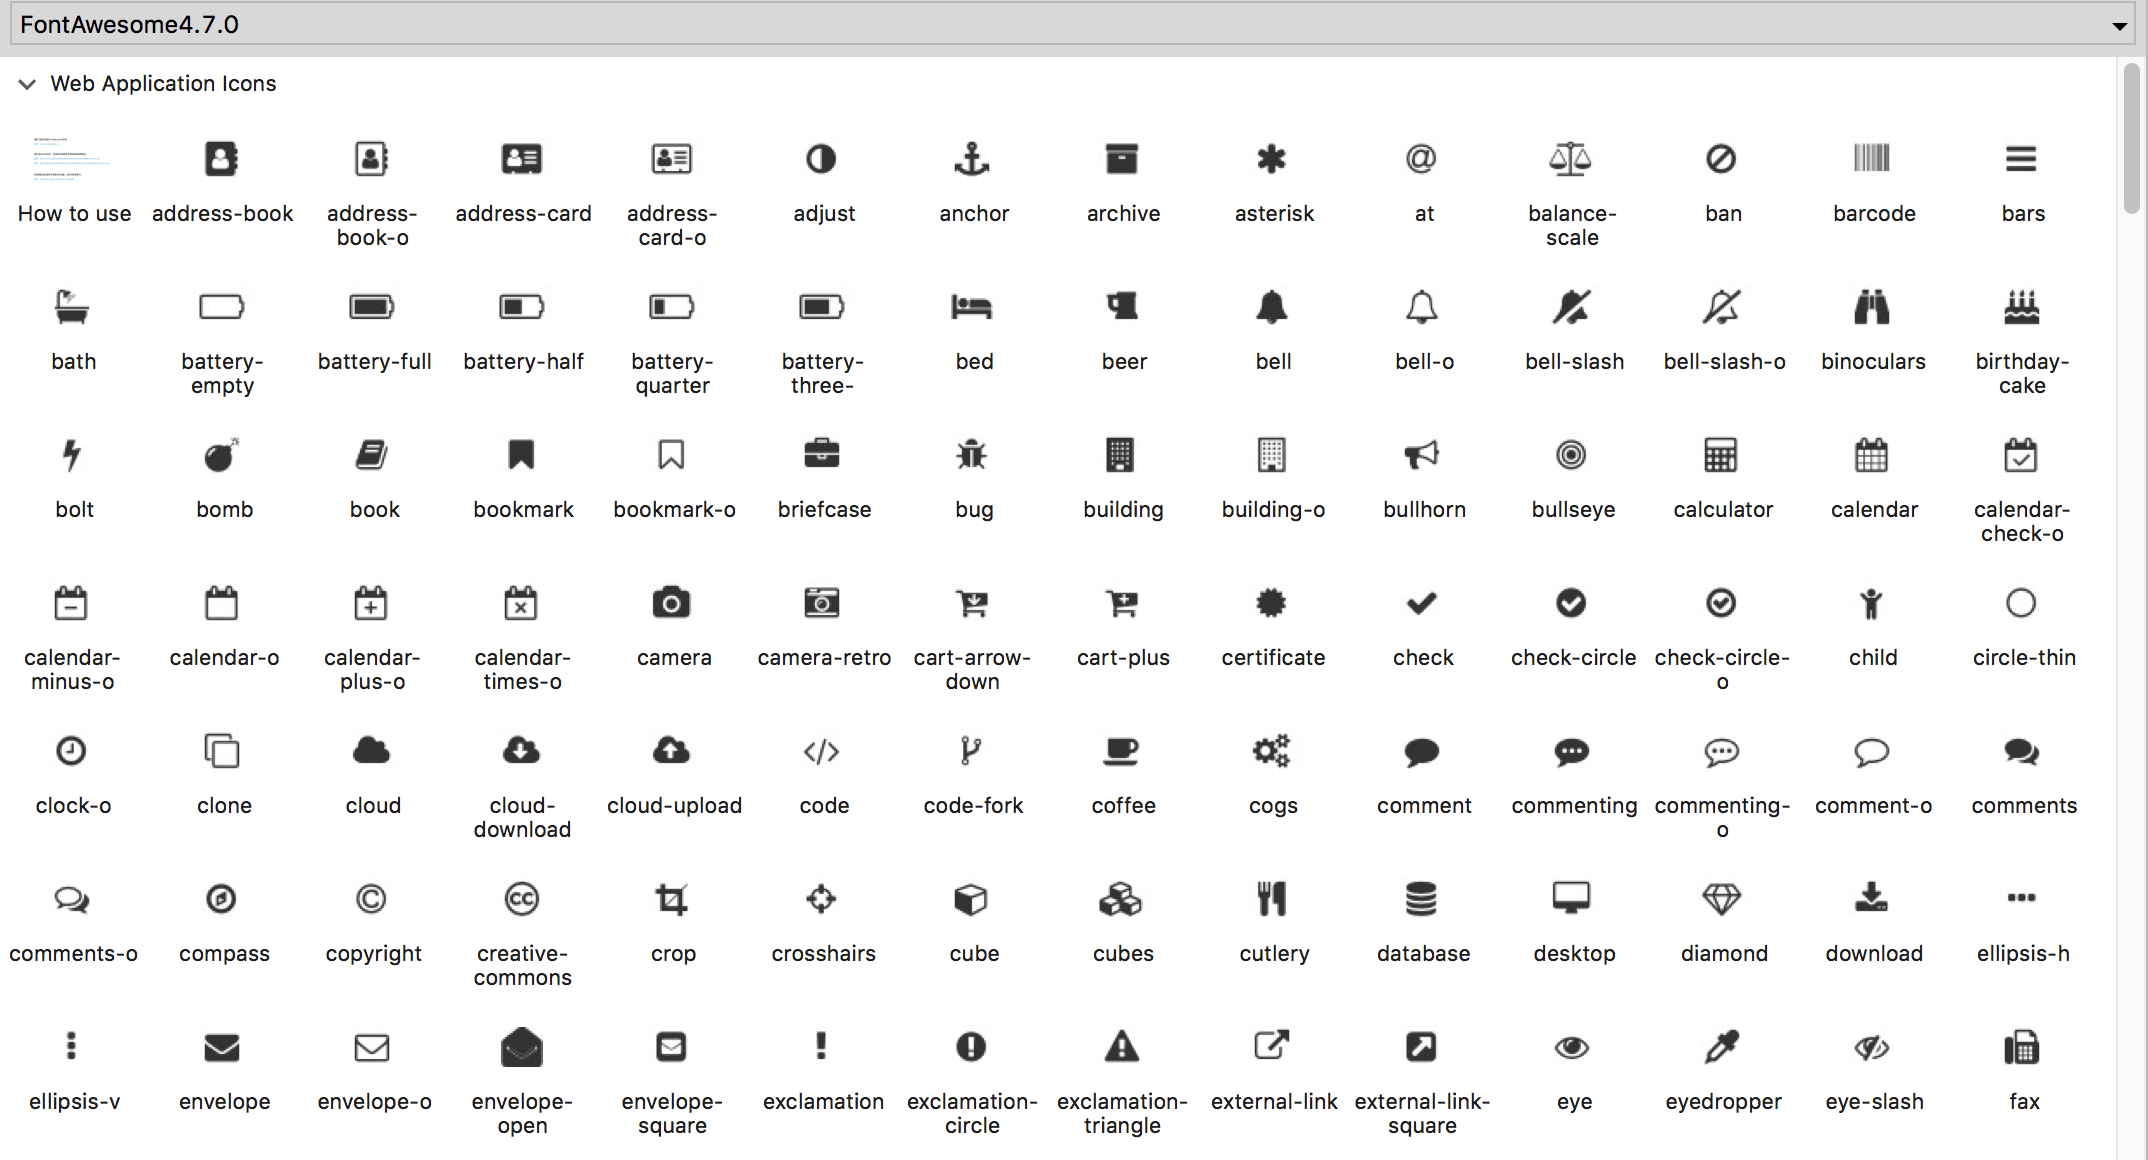 FontAwesome4.7.0
Web Application Icons
How to use address-book address- address-card address- adjust anchor archive asterisk at balance- ban barcode bars
book-o card-o scale
bath battery- battery-full battery-half battery- battery- bed beer bell bell-o bell-slash bell-slash-o binoculars birthday-
empty quarter three- cake
bolt bomb book bookmark bookmark-o briefcase bug building building-o bullhorn bullseye calculator calendar calendar-
check-o
calendar- calendar-o calendar- calendar- camera camera-retro cart-arrow- cart-plus certificate check check-circle check-circle- child circle-thin
minus-o plus-o times-o down o
clock-o clone cloud cloud- cloud-upload code code-fork coffee cogs comment commenting commenting- comment-o comments
download o
comments-o compass copyright creative- crop crosshairs cube cubes cutlery database desktop diamond download ellipsis-h
commons
ellipsis-v envelope envelope-o envelope- envelope- exclamation exclamation- exclamation- external-link external-link- eye eyedropper eye-slash fax
open square circle triangle square